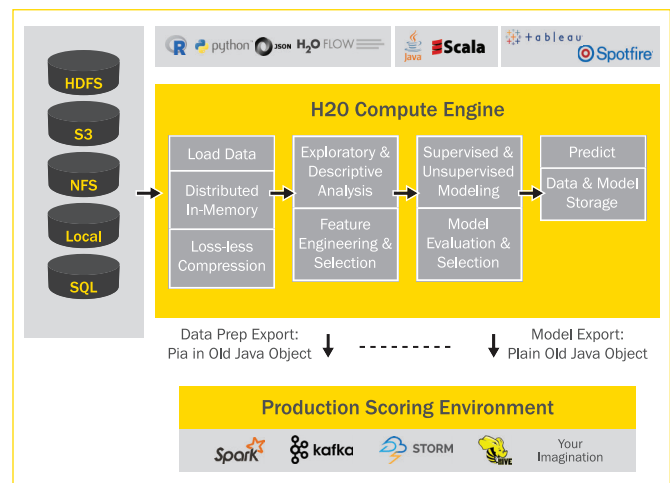 R python JSON H2O FLOW
Java Scala
+ableau
Spotfire
HDFS
S3
NFS
Local
SQL
H20 Compute Engine
Load Data
Distributed
In-Memory
Loss-less
Compression
Exploratory &
Descriptive
Analysis
Feature
Engineering &
Selection
Supervised &
Unsupervised
Modeling
Model
Evaluation &
Selection
Predict
Data & Model
Storage
Data Prep Export:
Pia in Old Java Object
Model Export:
Plain Old Java Object
Production Scoring Environment
Spark
kafka
STORM
HIVE
Your
Imagination